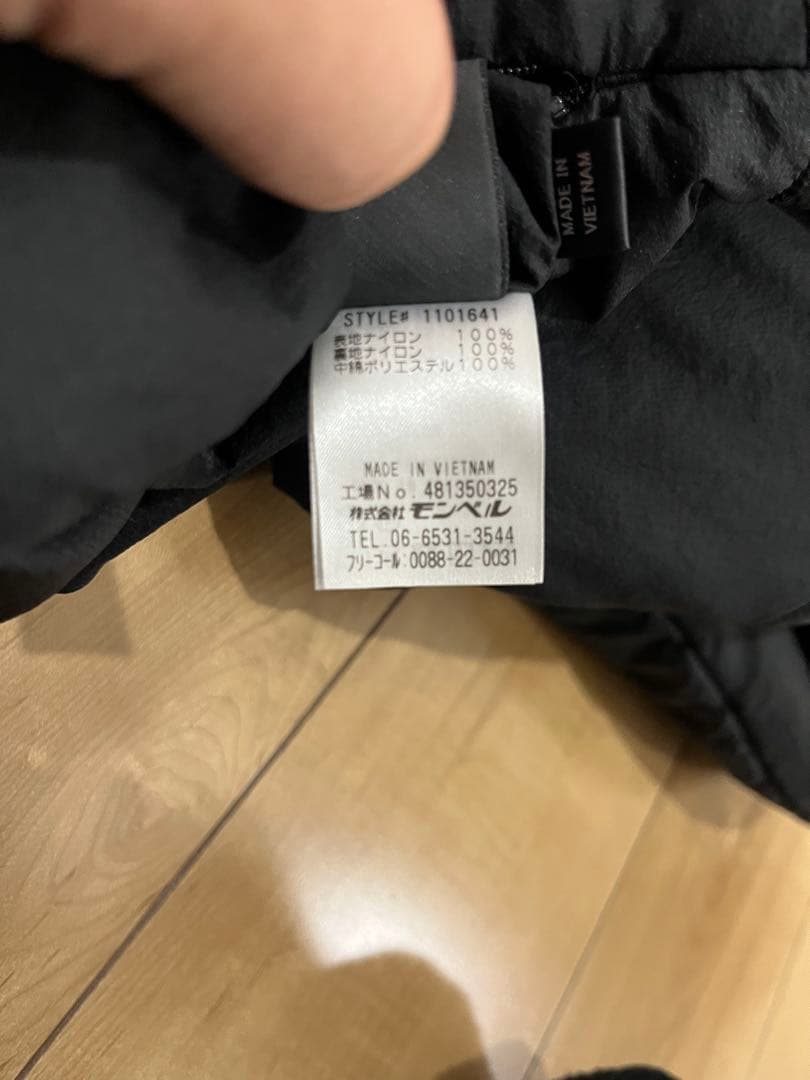 MADE IN
VIETNAM
STYLE# 1101641
表地ナイロン 100%
裏地ナイロン 100%
中綿ポリエステル100%
MADE IN VIETNAM
工場No. 481350325
株式会社 モンベル
TEL.06-6531-3544
フリーコール:0088-22-0031